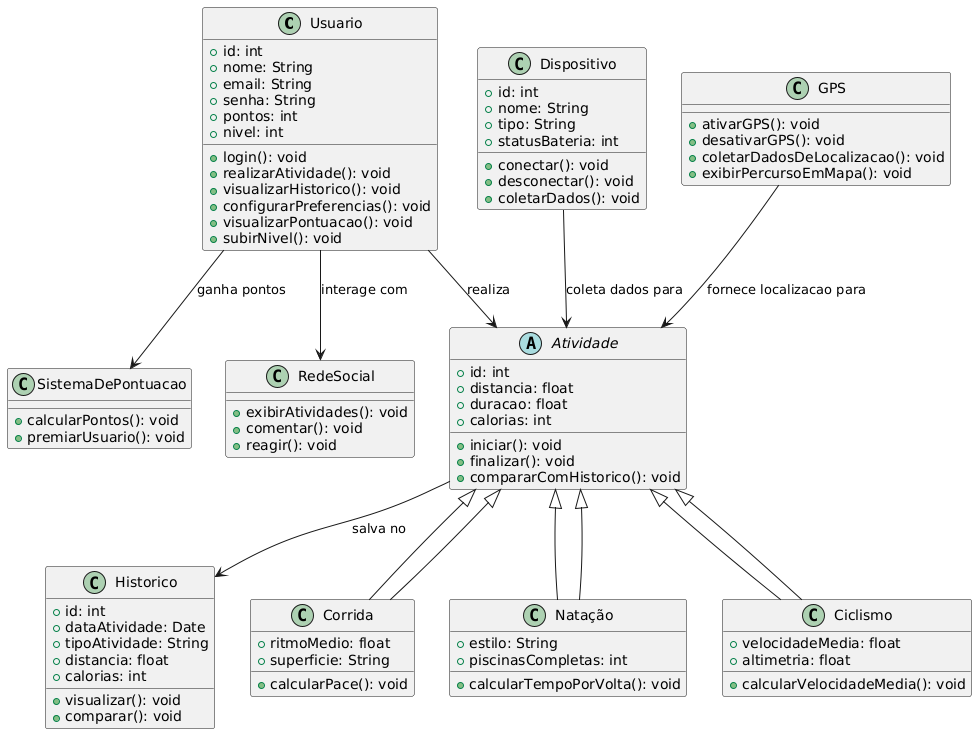 C Usuario
id: int
nome: String
email: String
senha: String
pontos: int
nivel: int
login(): void
realizarAtividade(): void
visualizarHistorico(): void
configurarPreferencias(): void
visualizarPontuacao(): void
subirNivel(): void
C Dispositivo
id: int
nome: String
tipo: String
statusBateria: int
conectar(): void
desconectar(): void
coletarDados(): void
C GPS
ativarGPS(): void
desativarGPS(): void
coletarDadosDeLocalizacao(): void
exibirPercursoEmMapa(): void
ganha pontos
interage com
realiza
coleta dados para
fornece localizacao para
C SistemaDePontuacao
calcularPontos(): void
premiarUsuario(): void
C RedeSocial
exibirAtividades(): void
comentar(): void
reagir(): void
A Atividade
id: int
distancia: float
duracao: float
calorias: int
iniciar(): void
finalizar(): void
compararComHistorico(): void
salva no
C Historico
id: int
dataAtividade: Date
tipoAtividade: String
distancia: float
calorias: int
visualizar(): void
comparar(): void
C Corrida
ritmoMedio: float
superficie: String
calcularPace(): void
C Natação
estilo: String
piscinasCompletas: int
calcularTempoPorVolta(): void
C Ciclismo
velocidadeMedia: float
altimetria: float
calcularVelocidadeMedia(): void